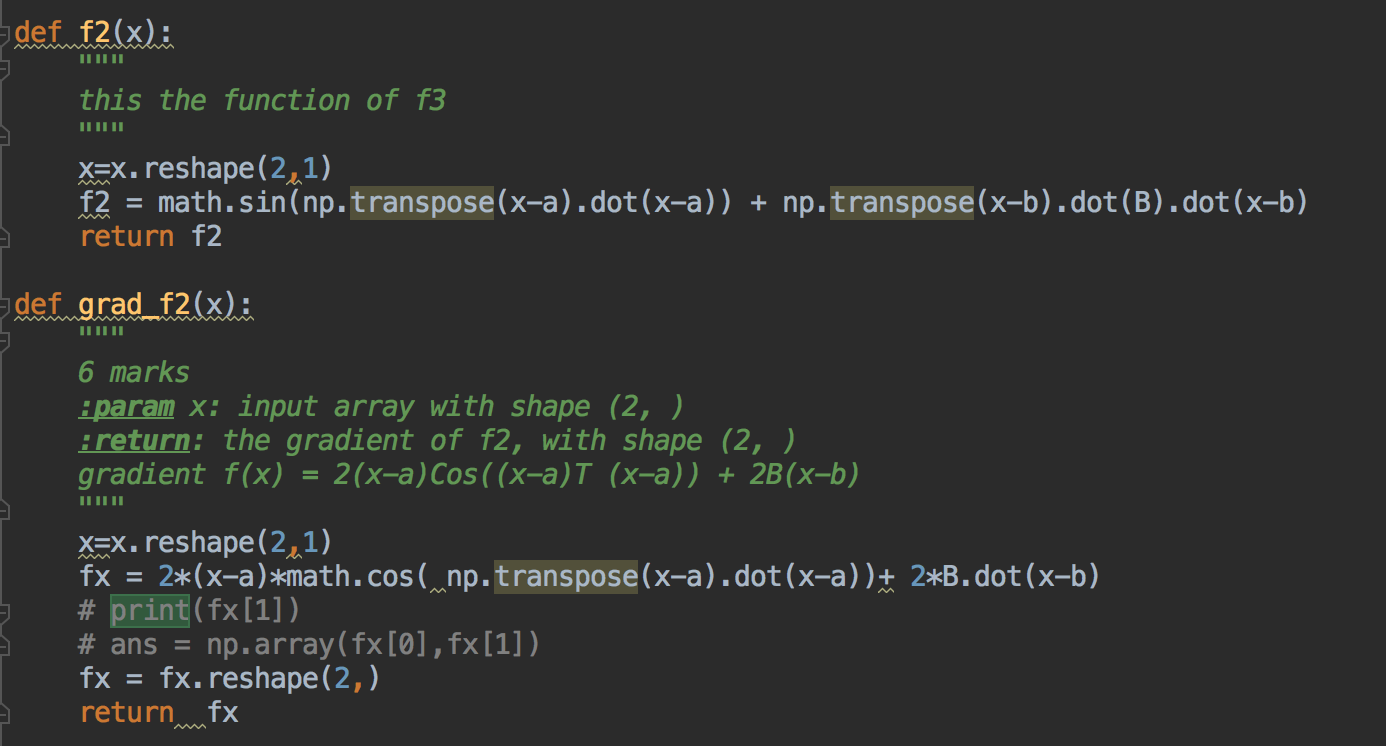 def f2(x):
    """
    this the function of f3
    """
    x=x.reshape(2,1)
    f2 = math.sin(np.transpose(x-a).dot(x-a)) + np.transpose(x-b).dot(B).dot(x-b)
    return f2

def grad_f2(x):
    """
    6 marks
    :param x: input array with shape (2, )
    :return: the gradient of f2, with shape (2, )
    gradient f(x) = 2(x-a)Cos((x-a)T (x-a)) + 2B(x-b)
    """
    x=x.reshape(2,1)
    fx = 2*(x-a)*math.cos( np.transpose(x-a).dot(x-a))+ 2*B.dot(x-b)
    # print(fx[1])
    # ans = np.array(fx[0],fx[1])
    fx = fx.reshape(2,)
    return  fx